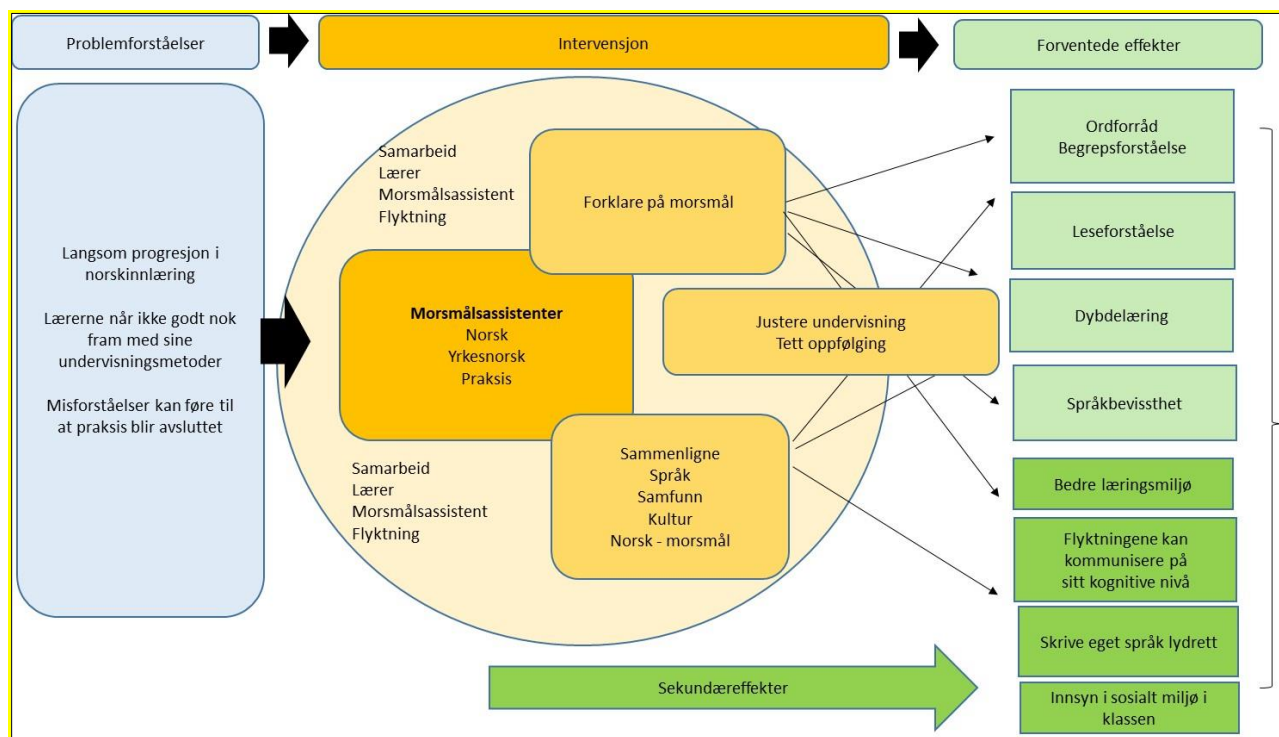 Problemforståelser
Intervensjon
Forventede effekter
Langsom progresjon i
norskinnlæring
Lærerne når ikke godt nok
fram med sine
undervisningsmetoder
Misforståelser kan føre til
at praksis blir avsluttet
Samarbeid
Lærer
Morsmålsassistent
Flyktning
Forklare på morsmål
Morsmålsassistenter
Norsk
Yrkesnorsk
Praksis
Justere undervisning
Tett oppfølging
Samarbeid
Lærer
Morsmålsassistent
Flyktning
Sammenligne
Språk
Samfunn
Kultur
Norsk - morsmål
Ordforråd
Begrepsforståelse
Leseforståelse
Dybdelæring
Språkbevissthet
Bedre læringsmiljø
Flyktningene kan
kommunisere på
sitt kognitive nivå
Skrive eget språk lydrett
Innsyn i sosialt miljø i
klassen
Sekundæreffekter